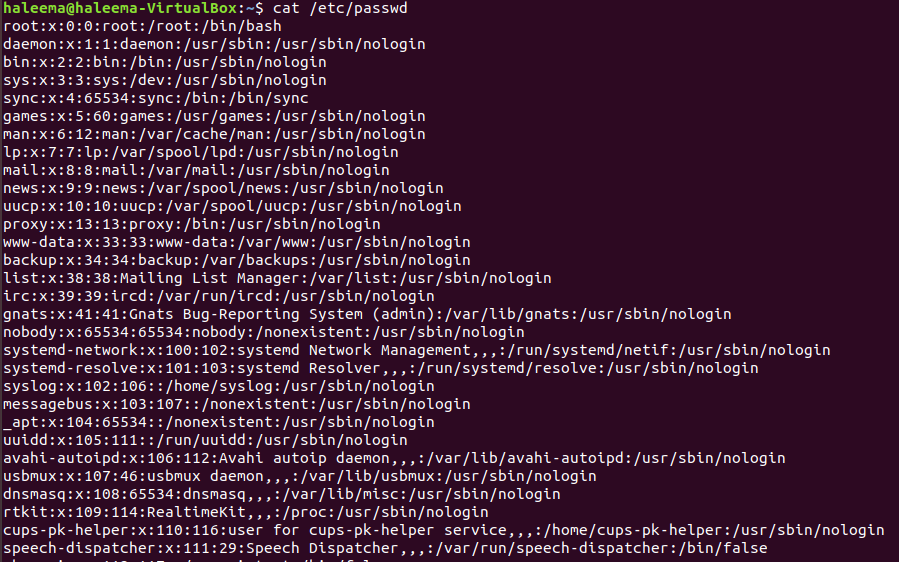 haleema@haleema-VirtualBox:~$ cat /etc/passwd
root:x:0:0:root:/root:/bin/bash
daemon:x:1:1:daemon:/usr/sbin:/usr/sbin/nologin
bin:x:2:2:bin:/bin:/usr/sbin/nologin
sys:x:3:3:sys:/dev:/usr/sbin/nologin
sync:x:4:65534:sync:/bin:/bin/sync
games:x:5:60:games:/usr/games:/usr/sbin/nologin
man:x:6:12:man:/var/cache/man:/usr/sbin/nologin
lp:x:7:7:lp:/var/spool/lpd:/usr/sbin/nologin
mail:x:8:8:mail:/var/mail:/usr/sbin/nologin
news:x:9:9:news:/var/spool/news:/usr/sbin/nologin
uucp:x:10:10:uucp:/var/spool/uucp:/usr/sbin/nologin
proxy:x:13:13:proxy:/bin:/usr/sbin/nologin
www-data:x:33:33:www-data:/var/www:/usr/sbin/nologin
backup:x:34:34:backup:/var/backups:/usr/sbin/nologin
list:x:38:38:Mailing List Manager:/var/list:/usr/sbin/nologin
irc:x:39:39:ircd:/var/run/ircd:/usr/sbin/nologin
gnats:x:41:41:Gnats Bug-Reporting System (admin):/var/lib/gnats:/usr/sbin/nologin
nobody:x:65534:65534:nobody:/nonexistent:/usr/sbin/nologin
systemd-network:x:100:102:systemd Network Management,,,:/run/systemd/netif:/usr/sbin/nologin
systemd-resolve:x:101:103:systemd Resolver,,,:/run/systemd/resolve:/usr/sbin/nologin
syslog:x:102:106::/home/syslog:/usr/sbin/nologin
messagebus:x:103:107::/nonexistent:/usr/sbin/nologin
_apt:x:104:65534::/nonexistent:/usr/sbin/nologin
uuidd:x:105:111::/run/uuidd:/usr/sbin/nologin
avahi-autoipd:x:106:112:Avahi autoip daemon,,,:/var/lib/avahi-autoipd:/usr/sbin/nologin
usbmux:x:107:46:usbmux daemon,,,:/var/lib/usbmux:/usr/sbin/nologin
dnsmasq:x:108:65534:dnsmasq,,,:/var/lib/misc:/usr/sbin/nologin
rtkit:x:109:114:RealtimeKit,,,:/proc:/usr/sbin/nologin
cups-pk-helper:x:110:116:user for cups-pk-helper service,,,:/home/cups-pk-helper:/usr/sbin/nologin
speech-dispatcher:x:111:29:Speech Dispatcher,,,:/var/run/speech-dispatcher:/bin/false